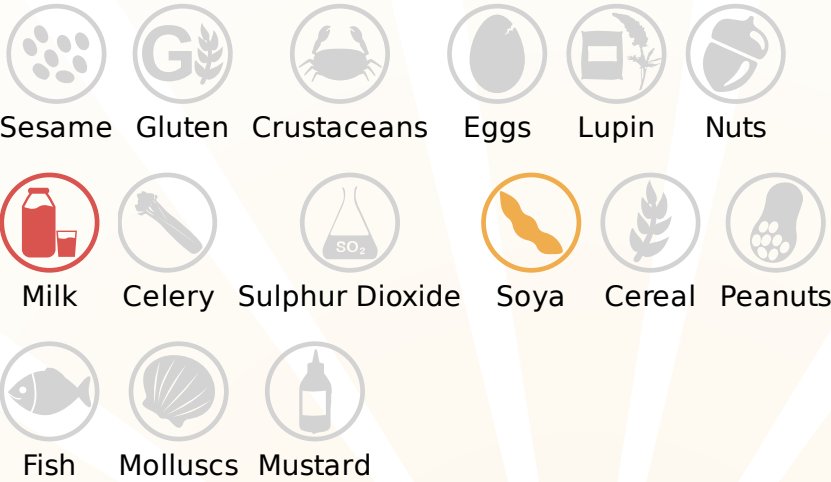 G
Sesame Gluten Crustaceans Eggs Lupin Nuts
SO₂
Milk Celery Sulphur Dioxide Soya Cereal Peanuts
Fish Molluscs Mustard